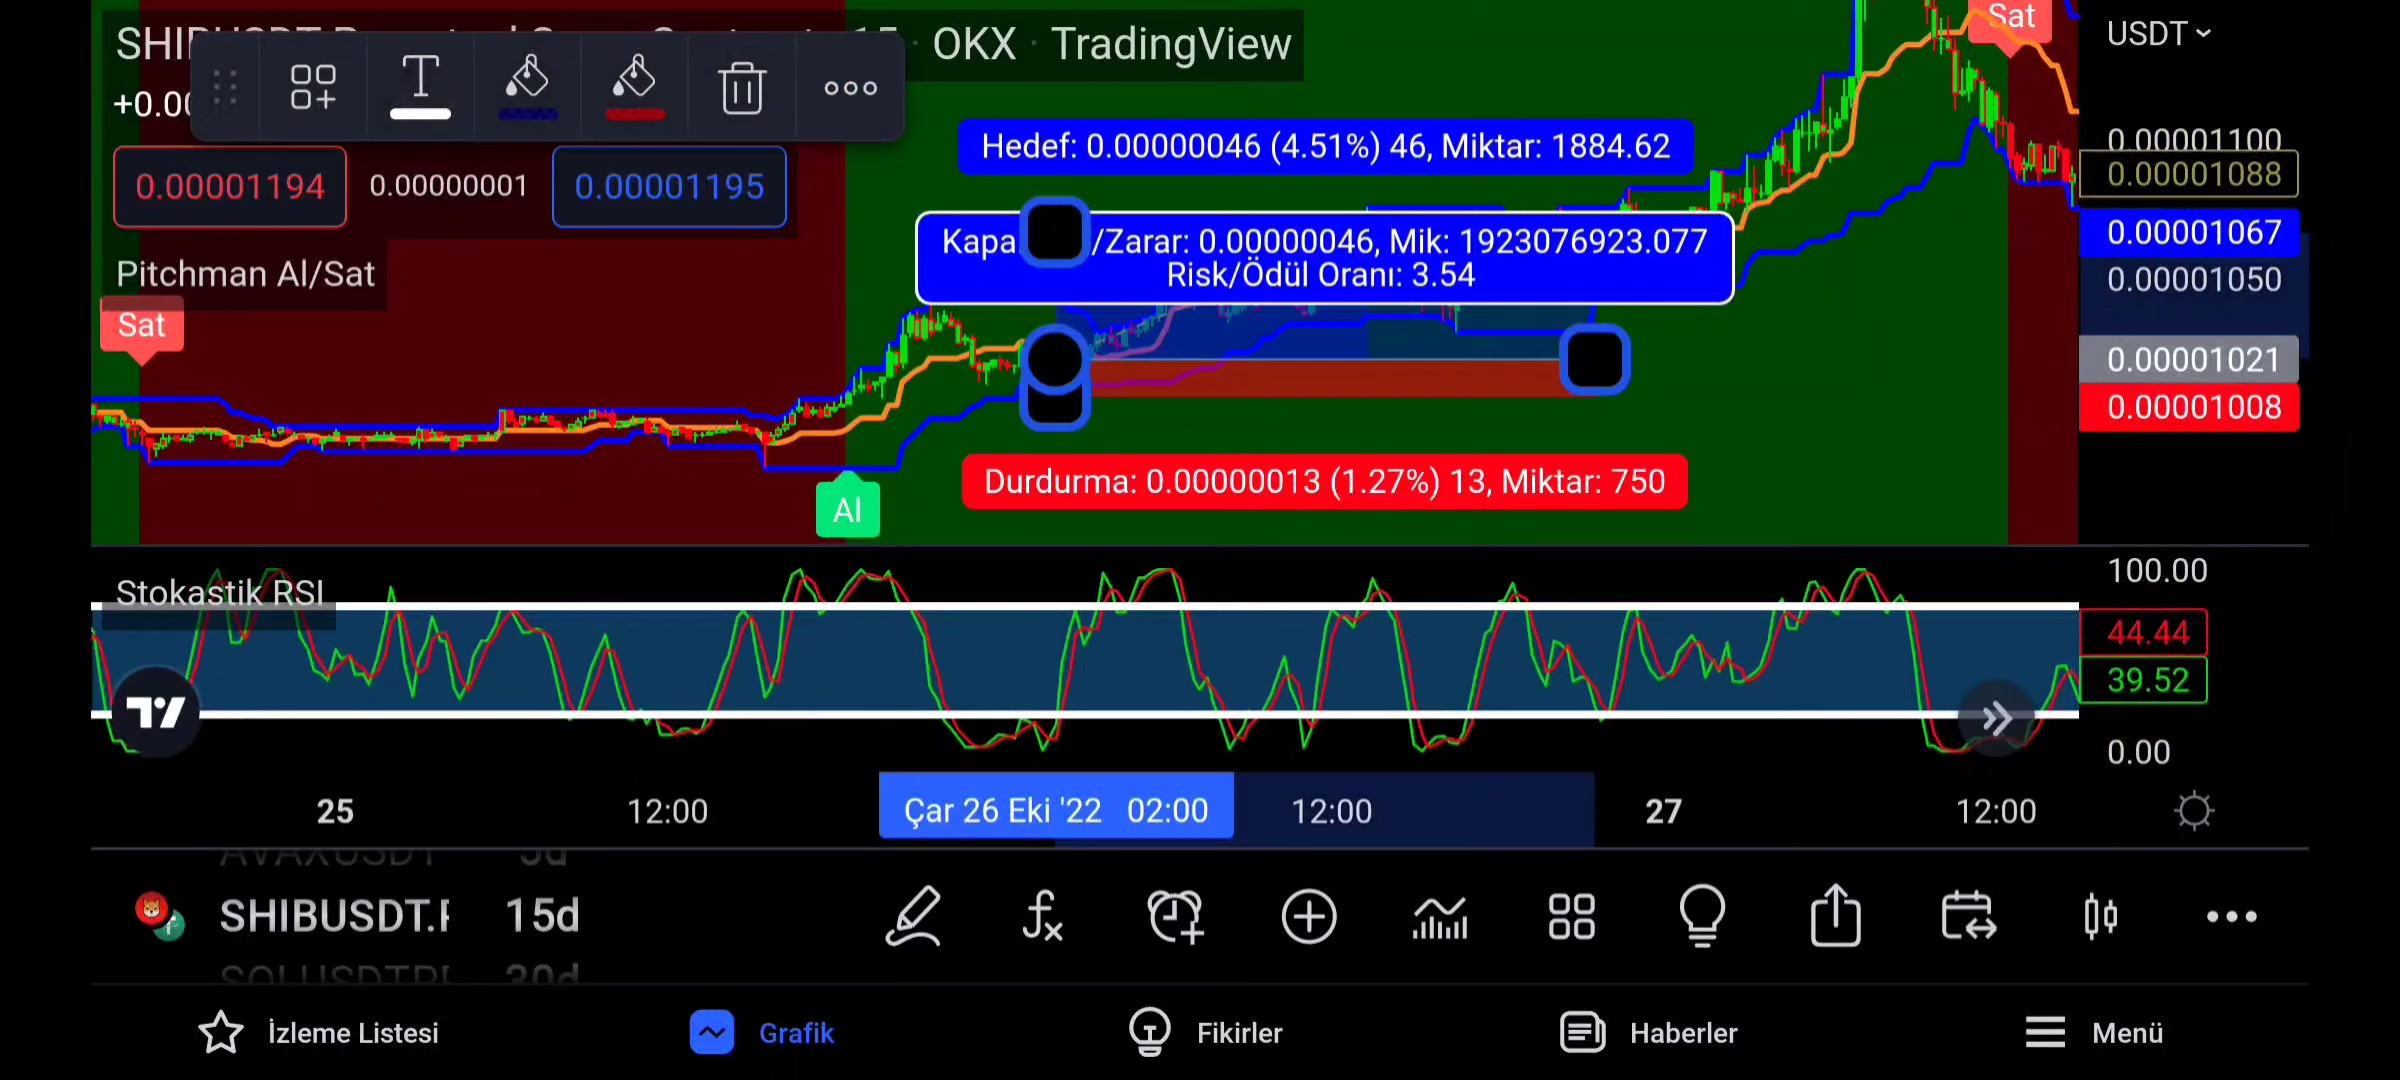 OKX · TradingView
USDT
+0.00
0.00001194
0.00000001
0.00001195
Pitchman Al/Sat
Sat
Sat
Al
Hedef: 0.00000046 (4.51%) 46, Miktar: 1884.62
/Zarar: 0.00000046, Mik: 1923076923.077
Risk/Ödül Oranı: 3.54
Durdurma: 0.00000013 (1.27%) 13, Miktar: 750
0.00001100
0.00001088
0.00001067
0.00001050
0.00001021
0.00001008
Stokastik RSI
100.00
44.44
39.52
0.00
25
12:00
Çar 26 Eki '22 02:00
12:00
27
12:00
AVAXUSDT
SHIBUSDT.P 15d
30d
İzleme Listesi
Grafik
Fikirler
Haberler
Menü